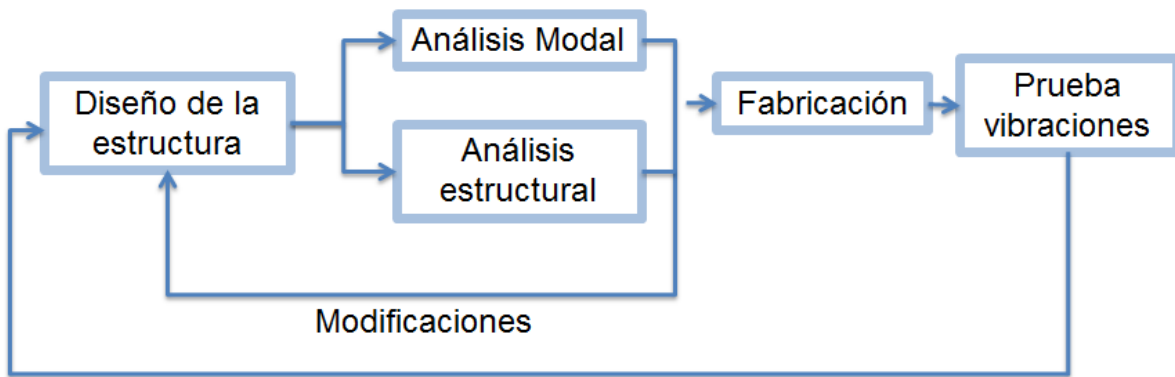 Diseño de la
estructura
Análisis Modal
Análisis
estructural
Fabricación
Prueba
vibraciones
Modificaciones